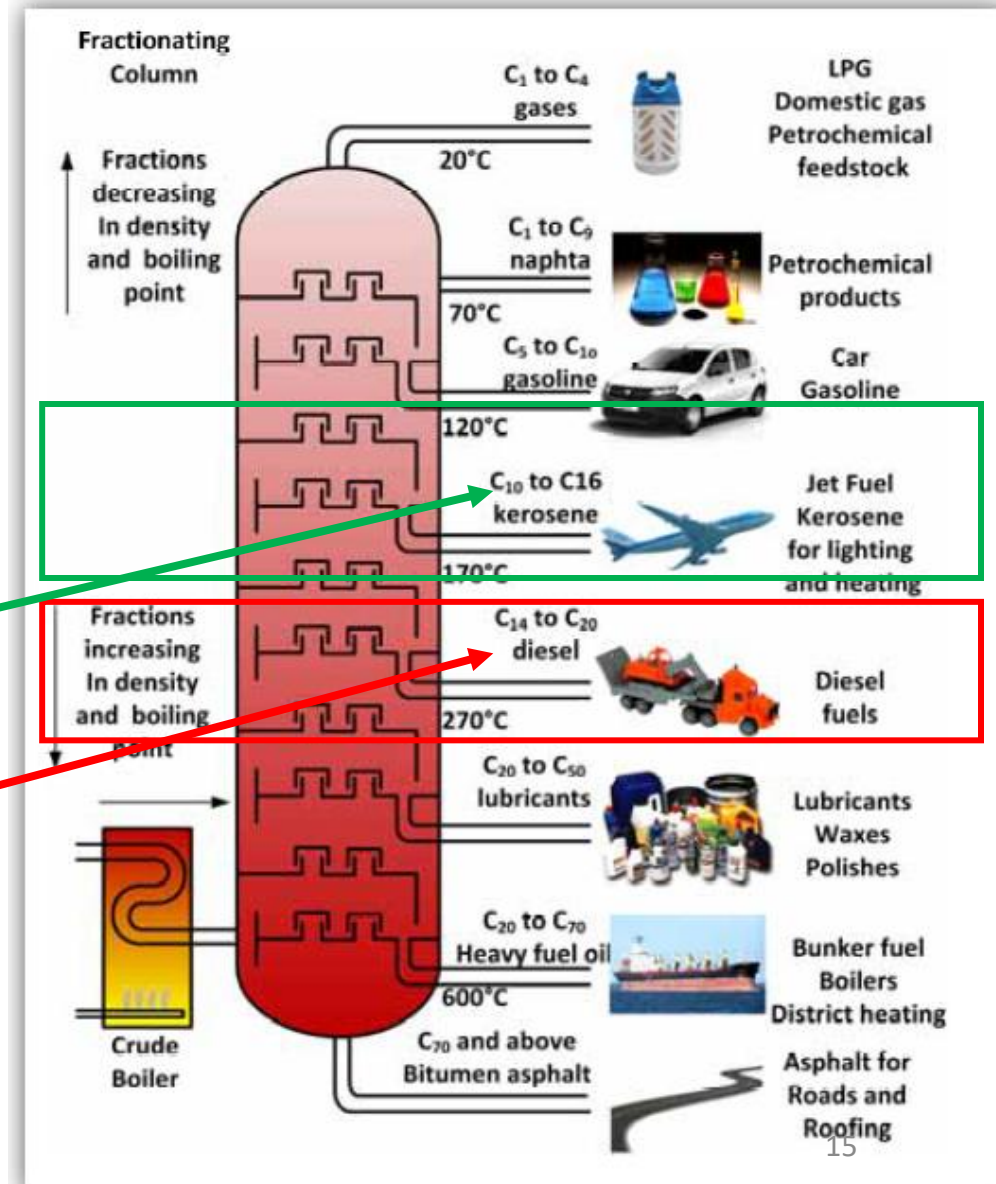 Fractionating
Column
C₁ to C₄
gases
20°C
LPG
Domestic gas
Petrochemical
feedstock
Fractions
decreasing
In density
and boiling
point
C₁ to C₉
naphta
70°C
Petrochemical
products
C₅ to C₁₀
gasoline
120°C
Car
Gasoline
C₁₀ to C16
kerosene
170°C
Jet Fuel
Kerosene
for lighting
and heating
Fractions
increasing
In density
and boiling
point
C₁₄ to C₂₀
diesel
270°C
Diesel
fuels
C₂₀ to C₅₀
lubricants
Lubricants
Waxes
Polishes
C₂₀ to C₇₀
Heavy fuel oil
600°C
Bunker fuel
Boilers
District heating
Crude
Boiler
C₇₀ and above
Bitumen asphalt
Asphalt for
Roads and
Roofing
15